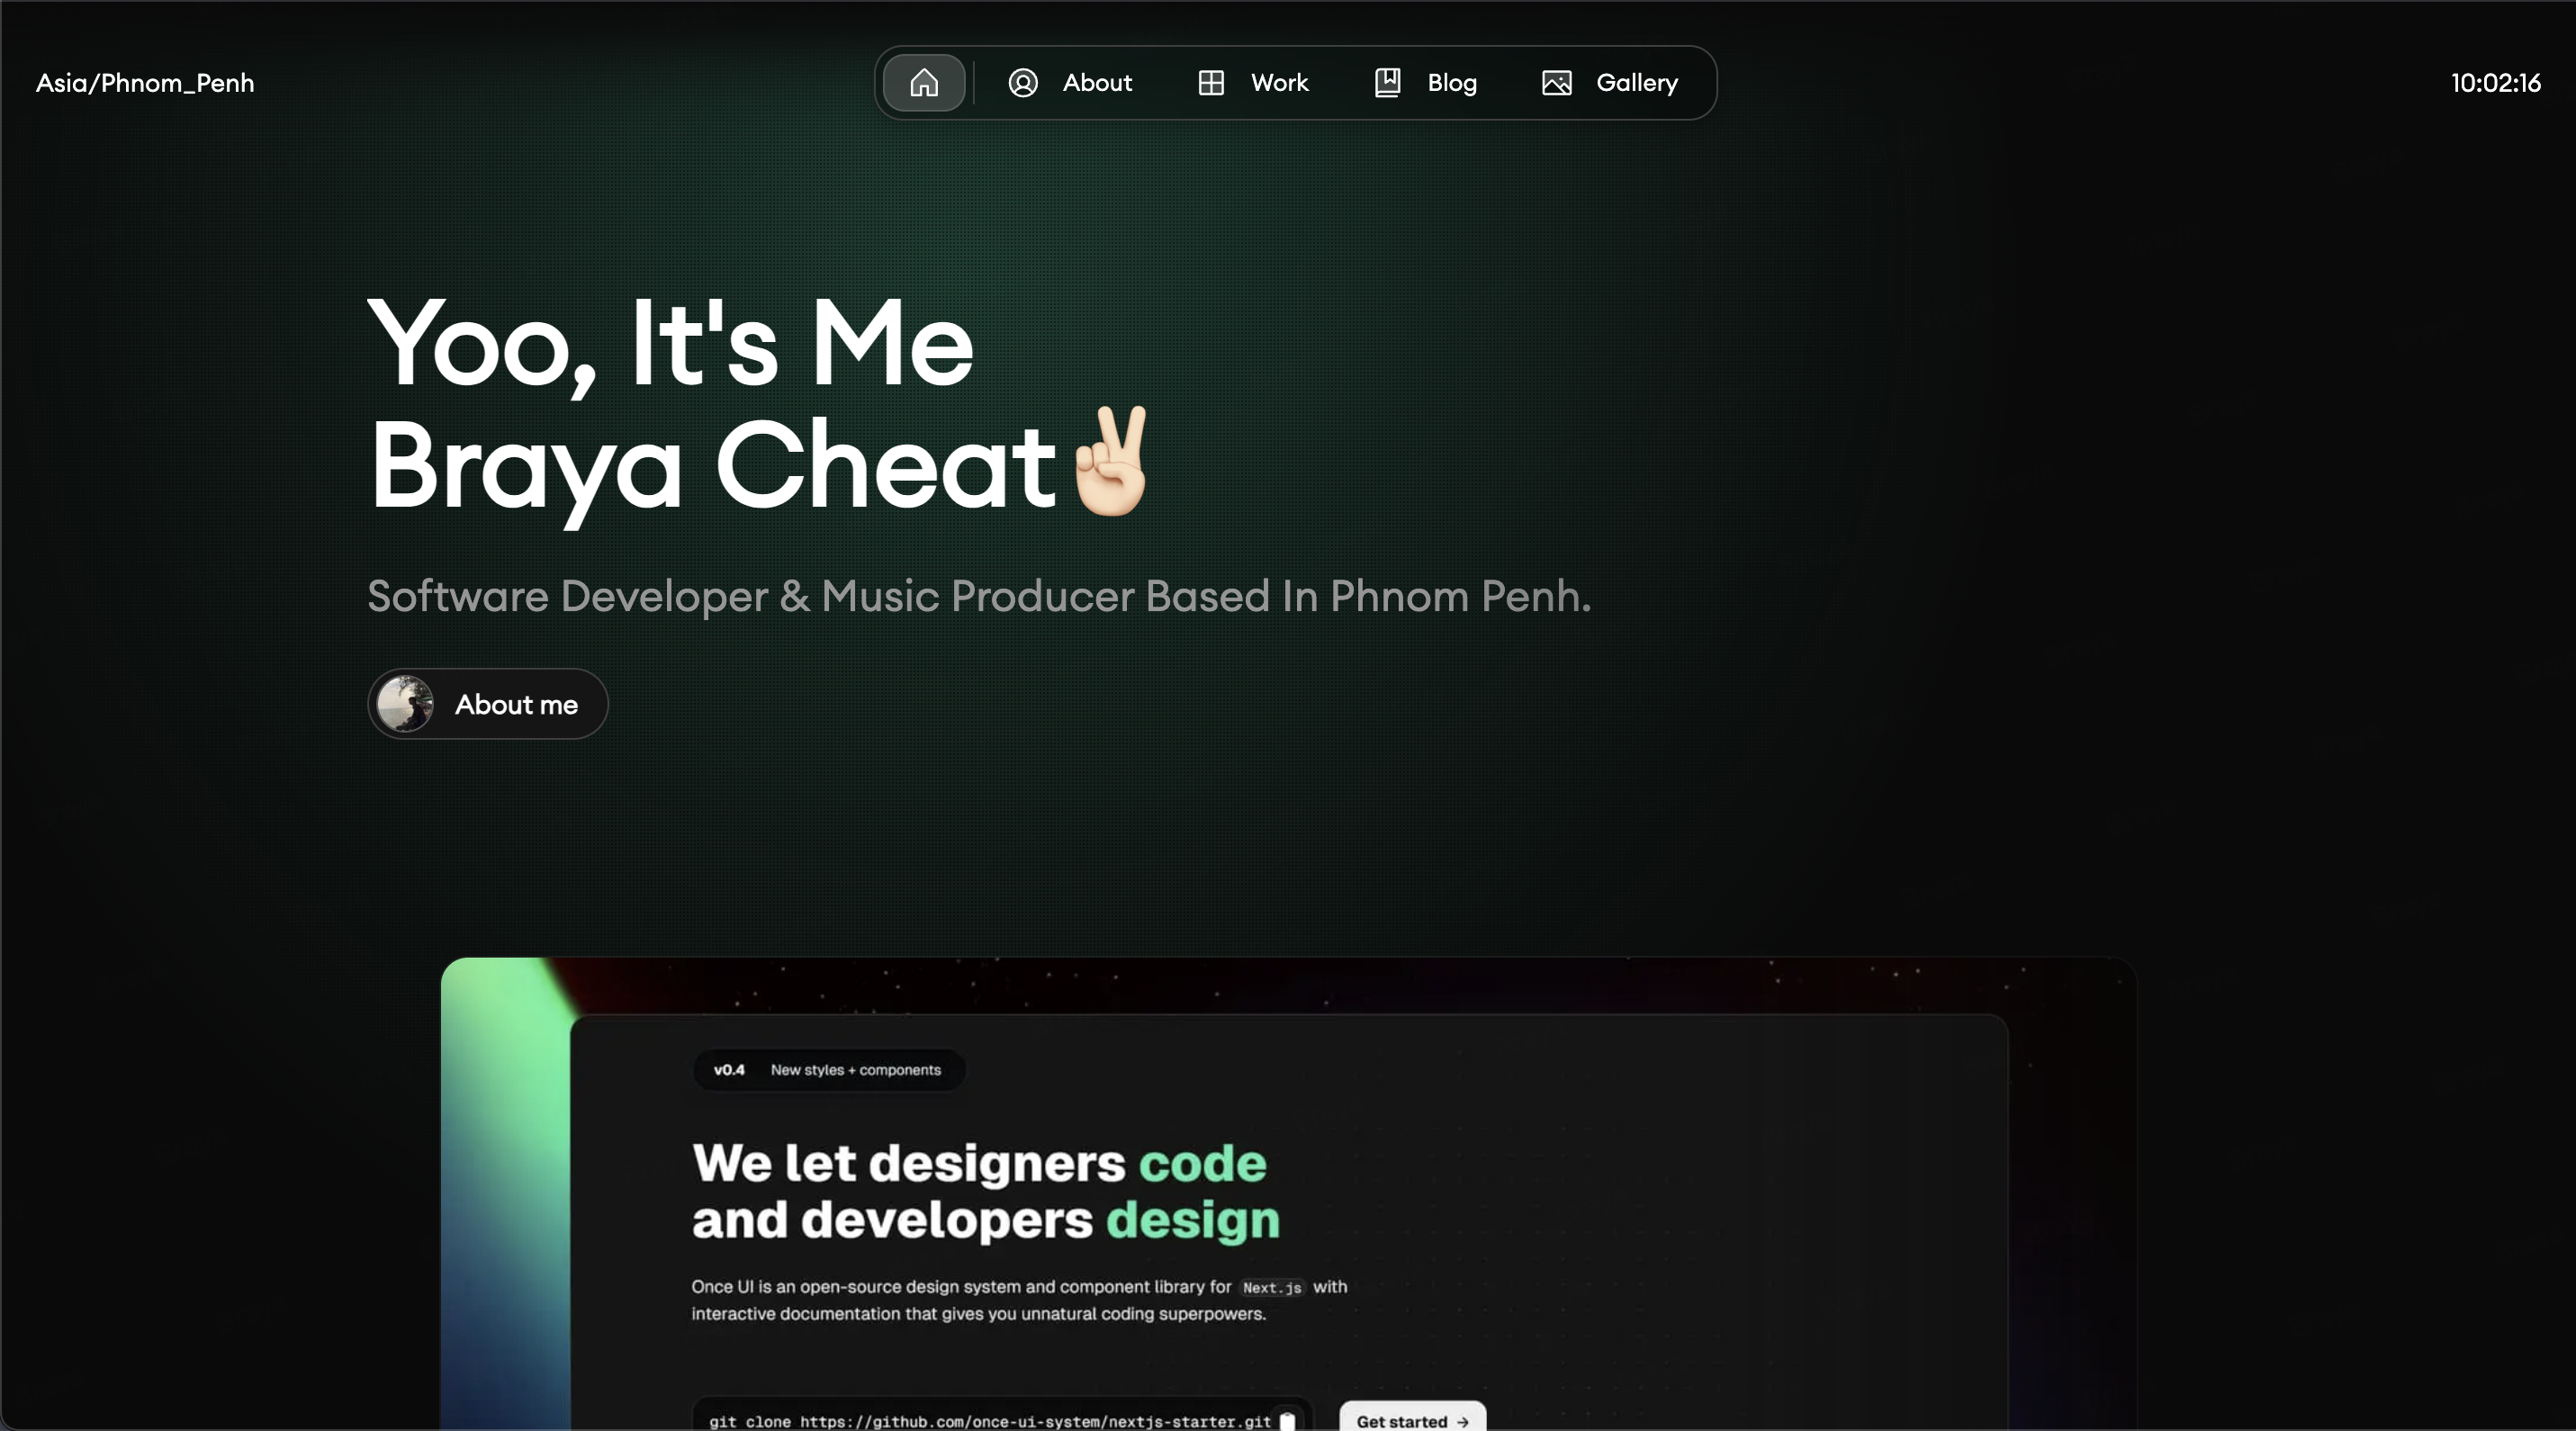 Asia/Phnom_Penh
About
Work
Blog
Gallery
10:02:16
Yoo, It's Me
Braya Cheat✌🏻
Software Developer & Music Producer Based In Phnom Penh.
About me
v0.4 New styles + components
We let designers code
and developers design
Once UI is an open-source design system and component library for Next.js with
interactive documentation that gives you unnatural coding superpowers.
git clone https://github.com/once-ui-system/nextjs-starter.git
Get started →